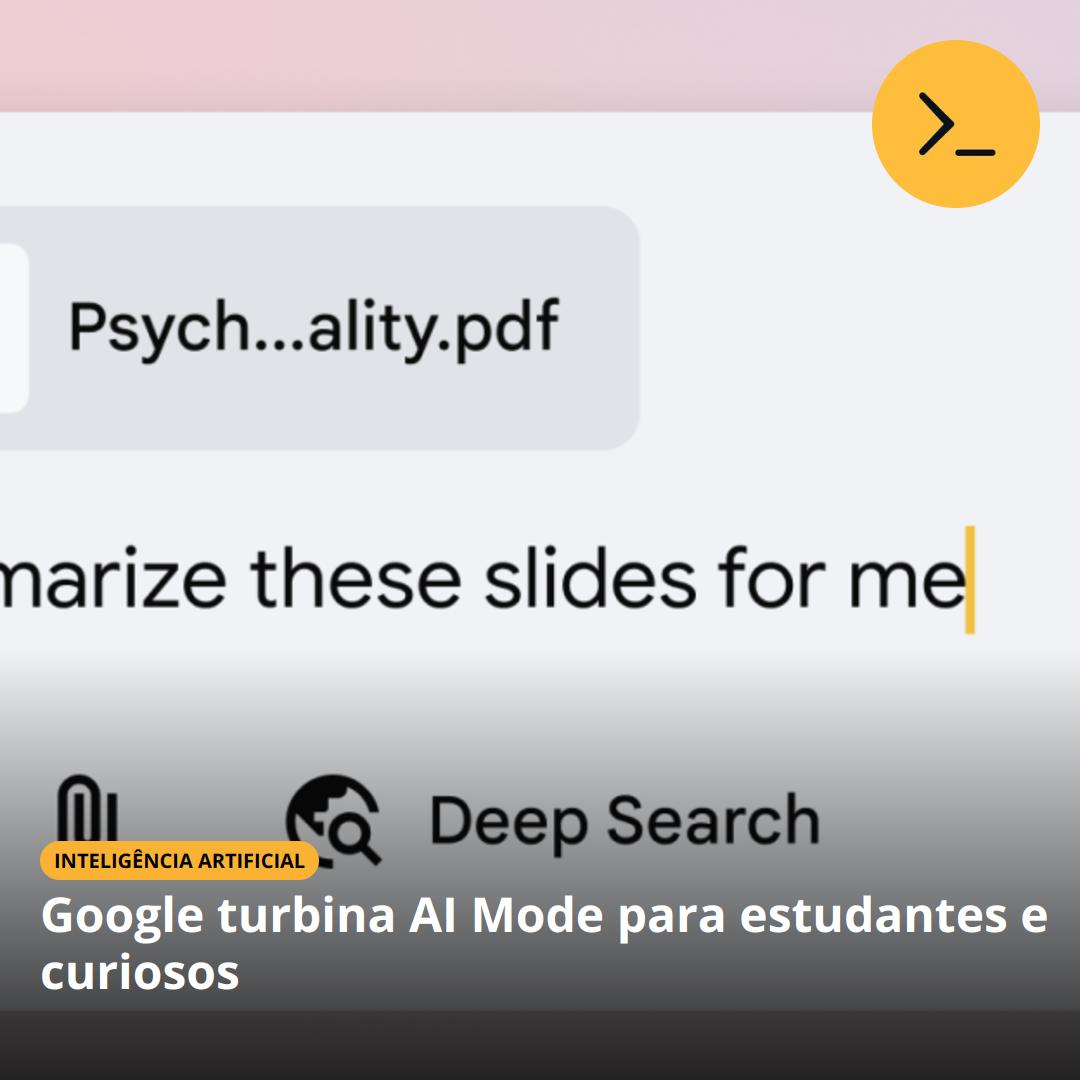 Psych...ality.pdf
marize these slides for me
Deep Search
INTELIGÊNCIA ARTIFICIAL
Google turbina AI Mode para estudantes e
curiosos